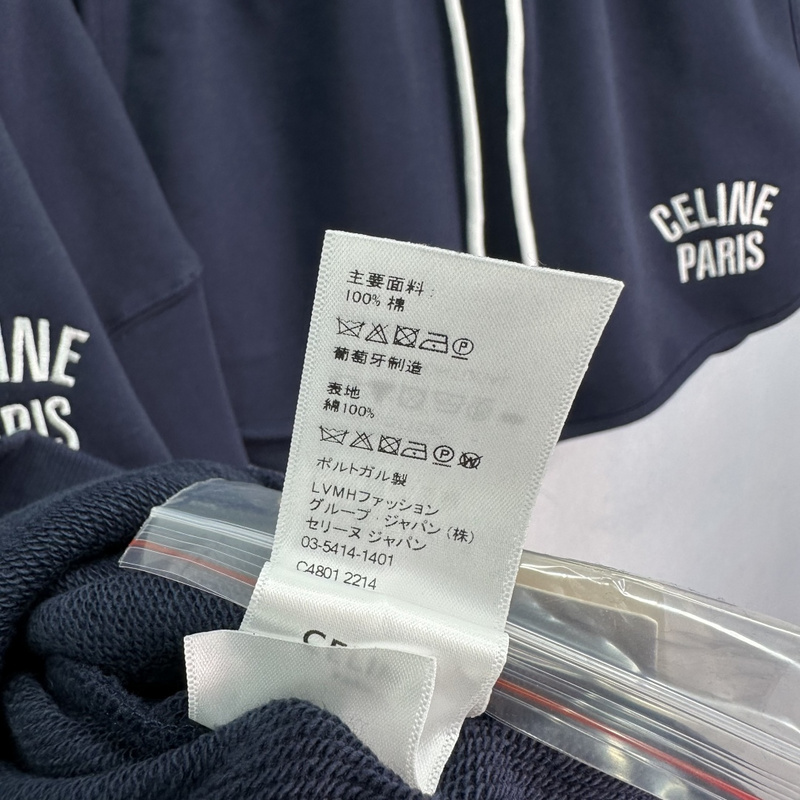 CELINE
PARIS
主要面料:
100% 棉
P
葡萄牙制造
表地
綿100%
P W
ポルトガル製
LVMHファッション
グループ・ジャパン (株)
セリーヌ ジャパン
03-5414-1401
C4801 2214